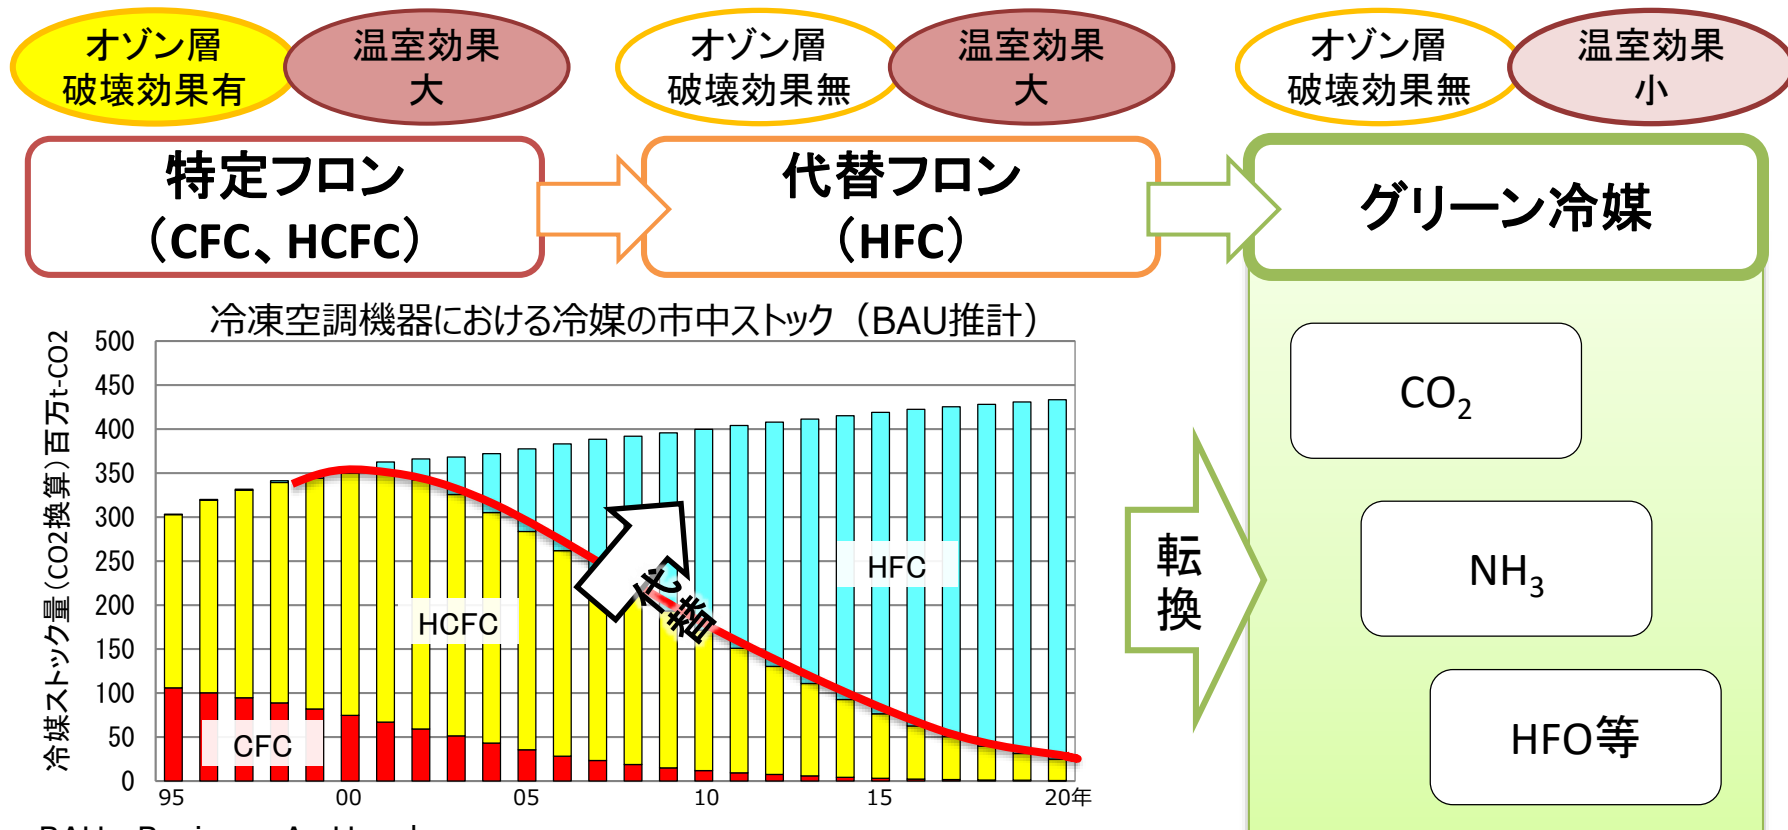 オゾン層
破壊効果有
温室効果
大
オゾン層
破壊効果無
温室効果
大
オゾン層
破壊効果無
温室効果
小
特定フロン
（CFC、HCFC）
代替フロン
（HFC）
グリーン冷媒
冷凍空調機器における冷媒の市中ストック（BAU推計）
冷媒ストック量（CO2換算）百万t-CO2
500
450
400
350
300
250
200
150
100
50
0
95
00
05
10
15
20年
CFC
HCFC
HFC
代替
転換
CO₂
NH₃
HFO等